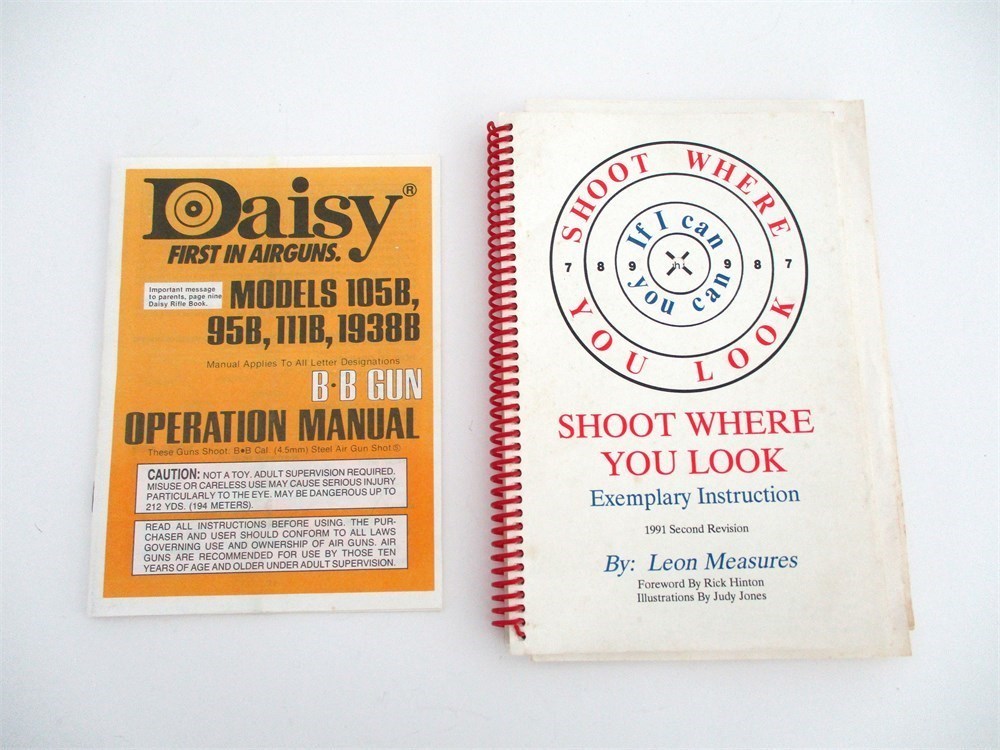 Daisy®
FIRST IN AIRGUNS.
Important message
to parents, page nine
Daisy Rifle Book.
MODELS 105B,
95B, 111B, 1938B
Manual Applies To All Letter Designations
B·B GUN
OPERATION MANUAL
These Guns Shoot: B•B Cal. (4.5mm) Steel Air Gun Shot®
CAUTION: NOT A TOY. ADULT SUPERVISION REQUIRED.
MISUSE OR CARELESS USE MAY CAUSE SERIOUS INJURY
PARTICULARLY TO THE EYE. MAY BE DANGEROUS UP TO
212 YDS. (194 METERS).
READ ALL INSTRUCTIONS BEFORE USING. THE PUR-
CHASER AND USER SHOULD CONFORM TO ALL LAWS
GOVERNING USE AND OWNERSHIP OF AIR GUNS. AIR
GUNS ARE RECOMMENDED FOR USE BY THOSE TEN
YEARS OF AGE AND OLDER UNDER ADULT SUPERVISION.
SHOOT WHERE
If I can
7 8 9 X 9 8 7
you can
YOU LOOK
SHOOT WHERE
YOU LOOK
Exemplary Instruction
1991 Second Revision
By: Leon Measures
Foreword By Rick Hinton
Illustrations By Judy Jones